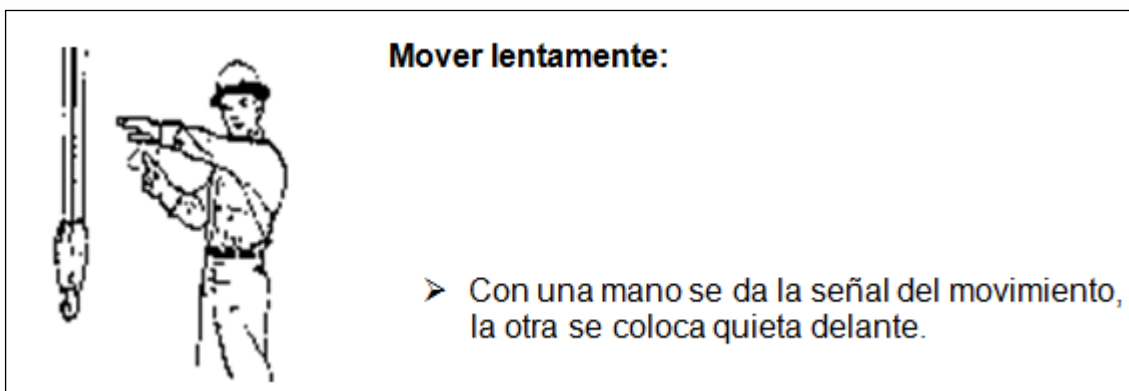 Mover lentamente:
➢ Con una mano se da la señal del movimiento,
la otra se coloca quieta delante.